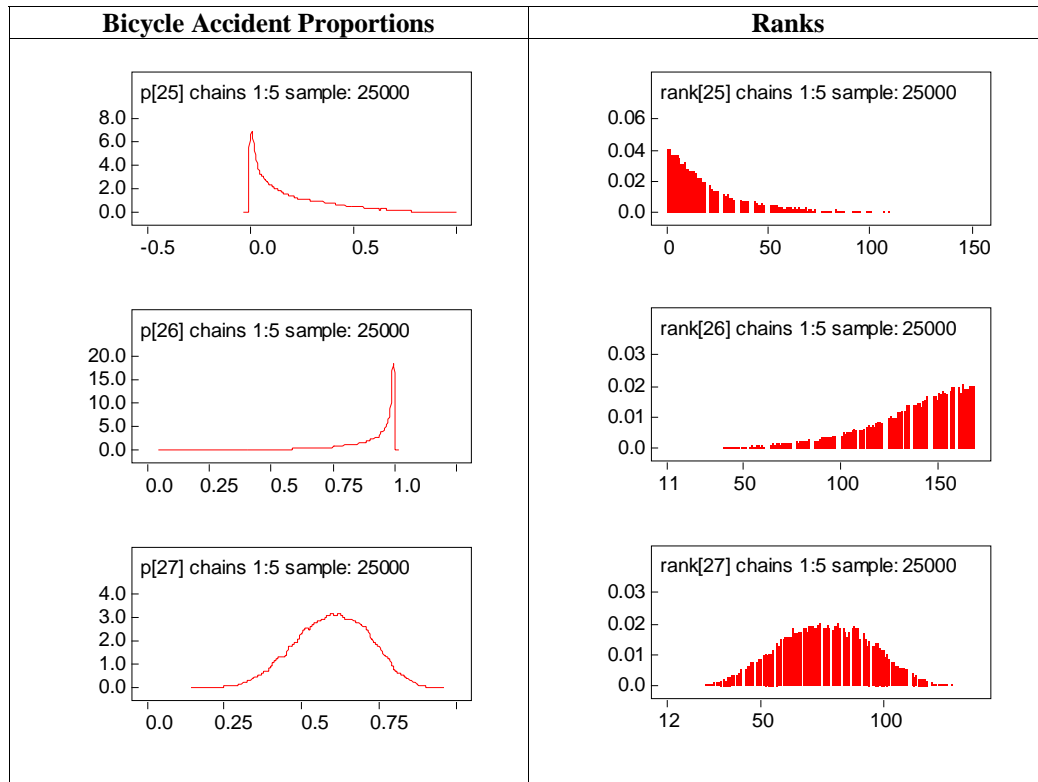 Bicycle Accident Proportions
Ranks
p[25] chains 1:5 sample: 25000
8.0
6.0
4.0
2.0
0.0
-0.5 0.0 0.5
rank[25] chains 1:5 sample: 25000
0.06
0.04
0.02
0.0
0 50 100 150
p[26] chains 1:5 sample: 25000
20.0
15.0
10.0
5.0
0.0
0.0 0.25 0.5 0.75 1.0
rank[26] chains 1:5 sample: 25000
0.03
0.02
0.01
0.0
11 50 100 150
p[27] chains 1:5 sample: 25000
4.0
3.0
2.0
1.0
0.0
0.0 0.25 0.5 0.75
rank[27] chains 1:5 sample: 25000
0.03
0.02
0.01
0.0
12 50 100